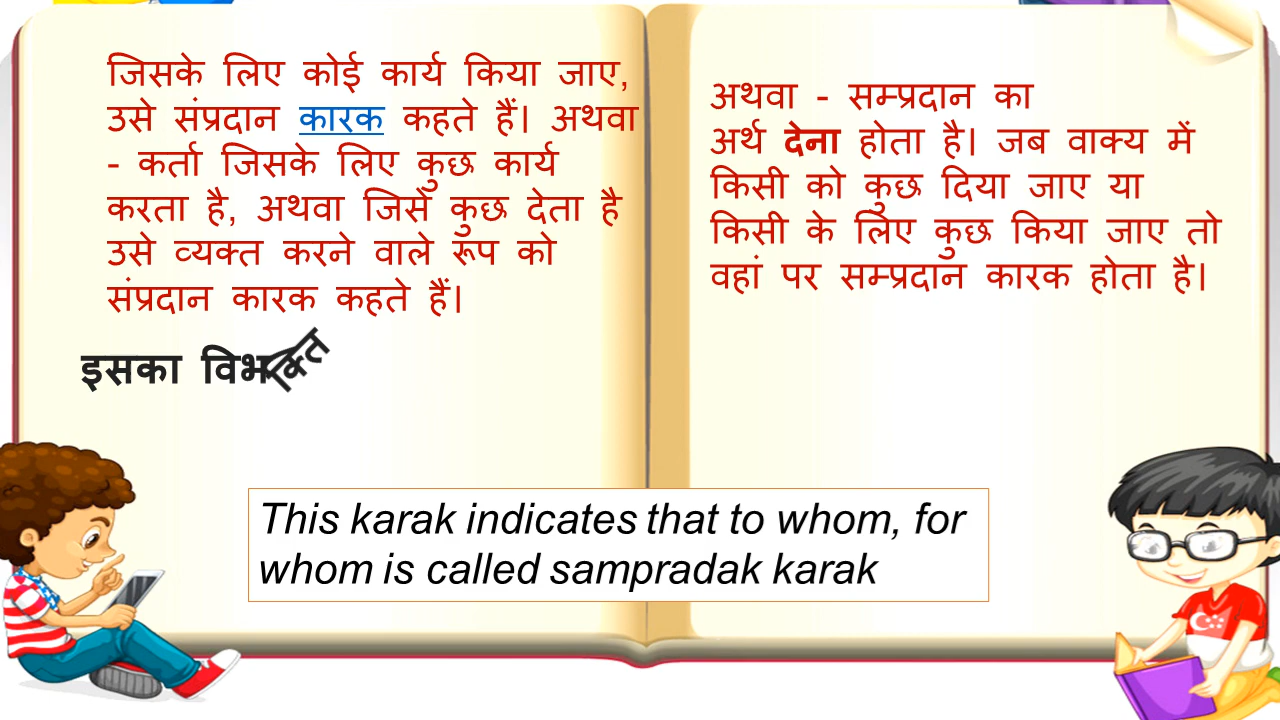 जिसके लिए कोई कार्य किया जाए,
उसे संप्रदान कारक कहते हैं। अथवा
- कर्ता जिसके लिए कुछ कार्य
करता है, अथवा जिसे कुछ देता है
उसे व्यक्त करने वाले रूप को
संप्रदान कारक कहते हैं।
इसका विभक्ति
अथवा - सम्प्रदान का
अर्थ देना होता है। जब वाक्य में
किसी को कुछ दिया जाए या
किसी के लिए कुछ किया जाए तो
वहां पर सम्प्रदान कारक होता है।
This karak indicates that to whom, for
whom is called sampradak karak